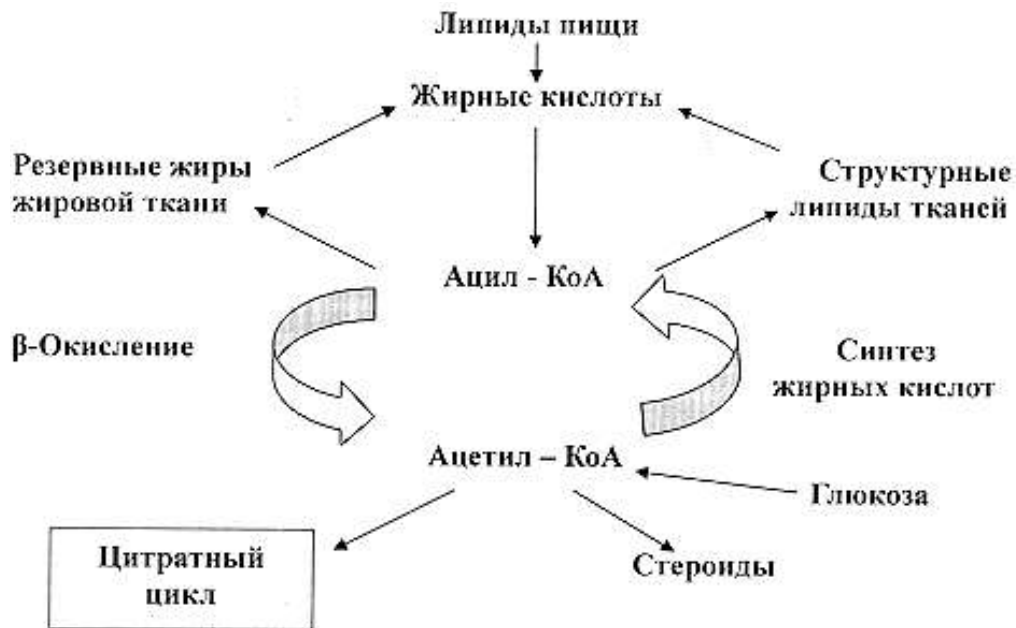 Липиды пищи
Жирные кислоты
Резервные жиры
жировой ткани
Структурные
липиды тканей
Ацил - КоА
β-Окисление
Синтез
жирных кислот
Ацетил – КоА
Глюкоза
Цитратный
цикл
Стероиды